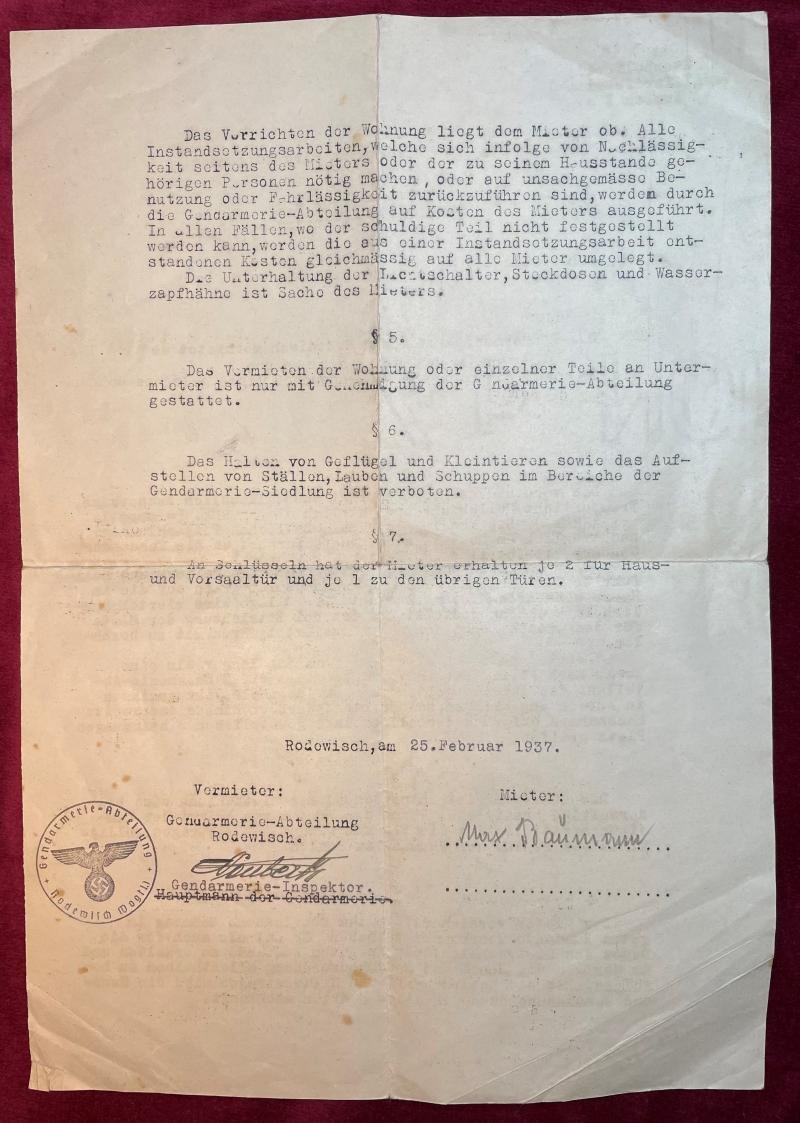 Das Vorrichten der Wohnung liegt dem Mieter ob. Alle
Instandsetzungsarbeiten,welche sich infolge von Nachlässig-
keit seitens des Mieters oder der zu seinem Hausstande ge-
hörigen Personen nötig machen, oder auf unsachgemässe Be-
nutzung oder Fahrlässigkeit zurückzuführen sind,werden durch
die Gendarmerie-Abteilung auf Kosten des Mieters ausgeführt.
In allen Fällen,wo der schuldige Teil nicht festgestellt
werden kann,werden die aus einer Instandsetzungsarbeit ent-
standenen Kosten gleichmässig auf alle Mieter umgelegt.
Die Unterhaltung der Lichtschalter,Steckdosen und Wasser-
zapfhähne ist Sache des Mieters.
§ 5.
Das Vermieten der Wohnung oder einzelner Teile an Unter-
mieter ist nur mit Genehmigung der Gendarmerie-Abteilung
gestattet.
§ 6.
Das Halten von Geflügel und Kleintieren sowie das Auf-
stellen von Ställen,Lauben und Schuppen im Bereiche der
Gendarmerie-Siedlung ist verboten.
§ 7.
An Schlüsseln hat der Mieter erhalten je 2 für Haus-
und Vorsaaltür und je 1 zu den übrigen Türen.
Rodewisch,am 25.Februar 1937.
Vermieter:
Mieter:
Gendarmerie-Abteilung
Rodewisch.
Max Baumann
Gendarmerie-Inspektor.
Hauptmann der Gendarmerie.
Gendarmerie-Abteilung
Rodewisch (Vogtl)